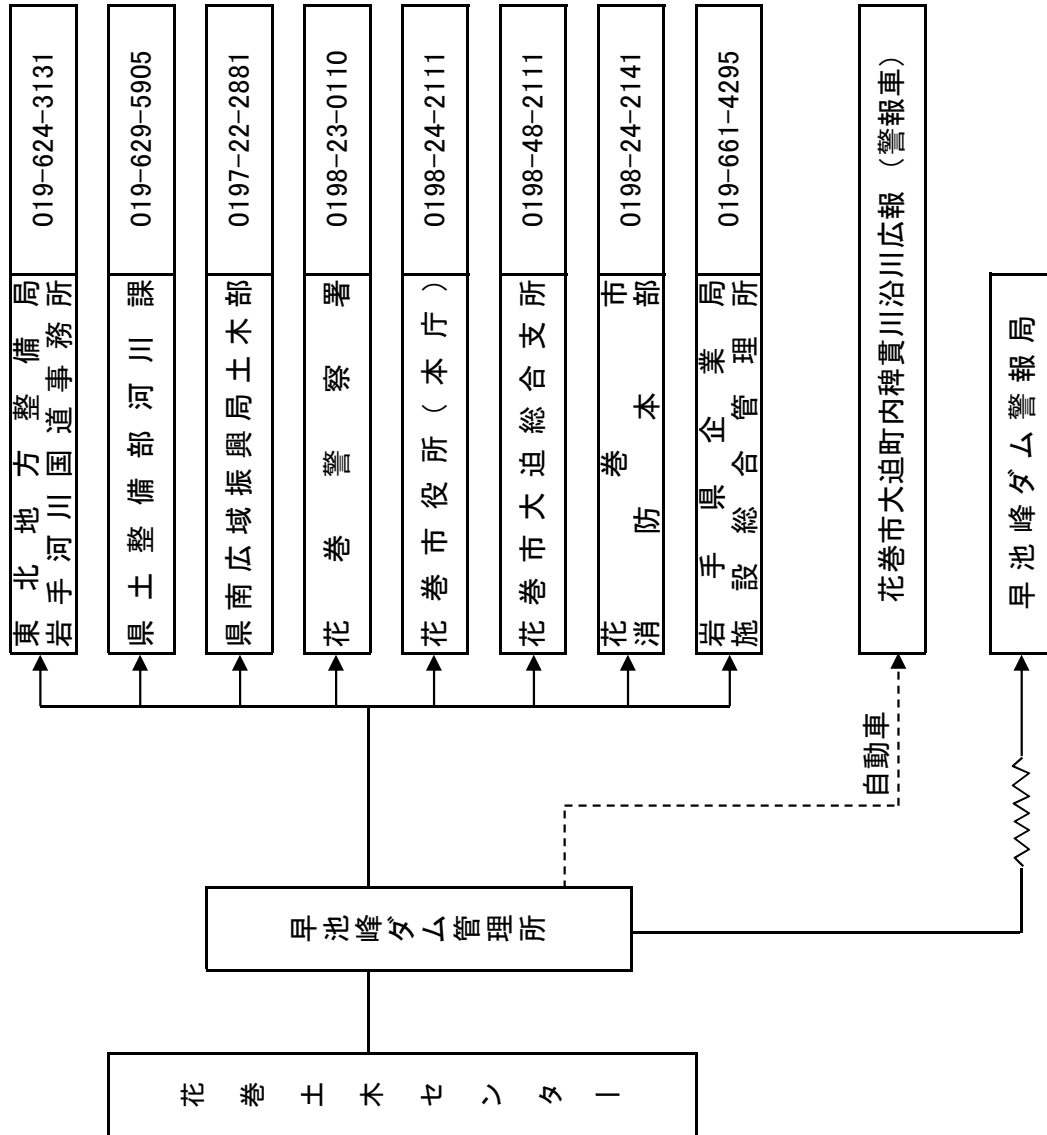 花巻土木センター
早池峰ダム管理所
東北地方整備局
岩手河川国道事務所
019-624-3131
県土整備部河川課
019-629-5905
県南広域振興局土木部
0197-22-2881
花巻警察署
0198-23-0110
花巻市役所（本庁）
0198-24-2111
花巻市大迫総合支所
0198-48-2111
花巻市
消防本部
0198-24-2141
岩手県企業局
施設総合管理所
019-661-4295
自動車
花巻市大迫町内稗貫川沿川広報（警報車）
早池峰ダム警報局